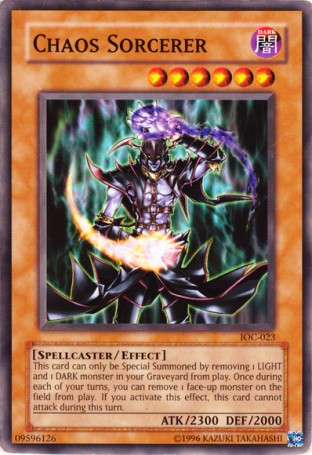 CHAOS SORCERER
DARK
闇
IOC-023
[SPELLCASTER/EFFECT]
This card can only be Special Summoned by removing 1 LIGHT
and 1 DARK monster in your Graveyard from play. Once during
each of your turns, you can remove 1 face-up monster on the
field from play. If you activate this effect, this card cannot
attack during this turn.
ATK/2300 DEF/2000
09596126
©1996 KAZUKI TAKAHASHI